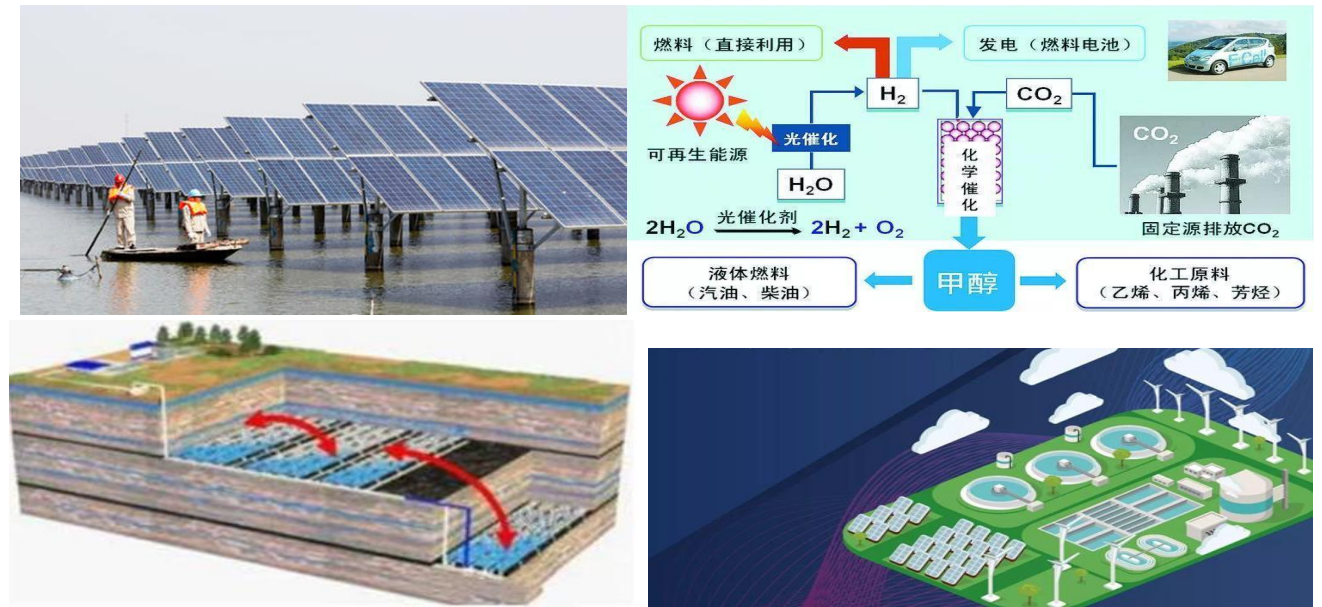 燃料（直接利用）
发电（燃料电池）
E-Cell
H₂
CO₂
可再生能源
光催化
H₂O
化学催化
CO₂
2H₂O 光催化剂 2H₂ + O₂
固定源排放CO₂
液体燃料
（汽油、柴油）
甲醇
化工原料
（乙烯、丙烯、芳烃）